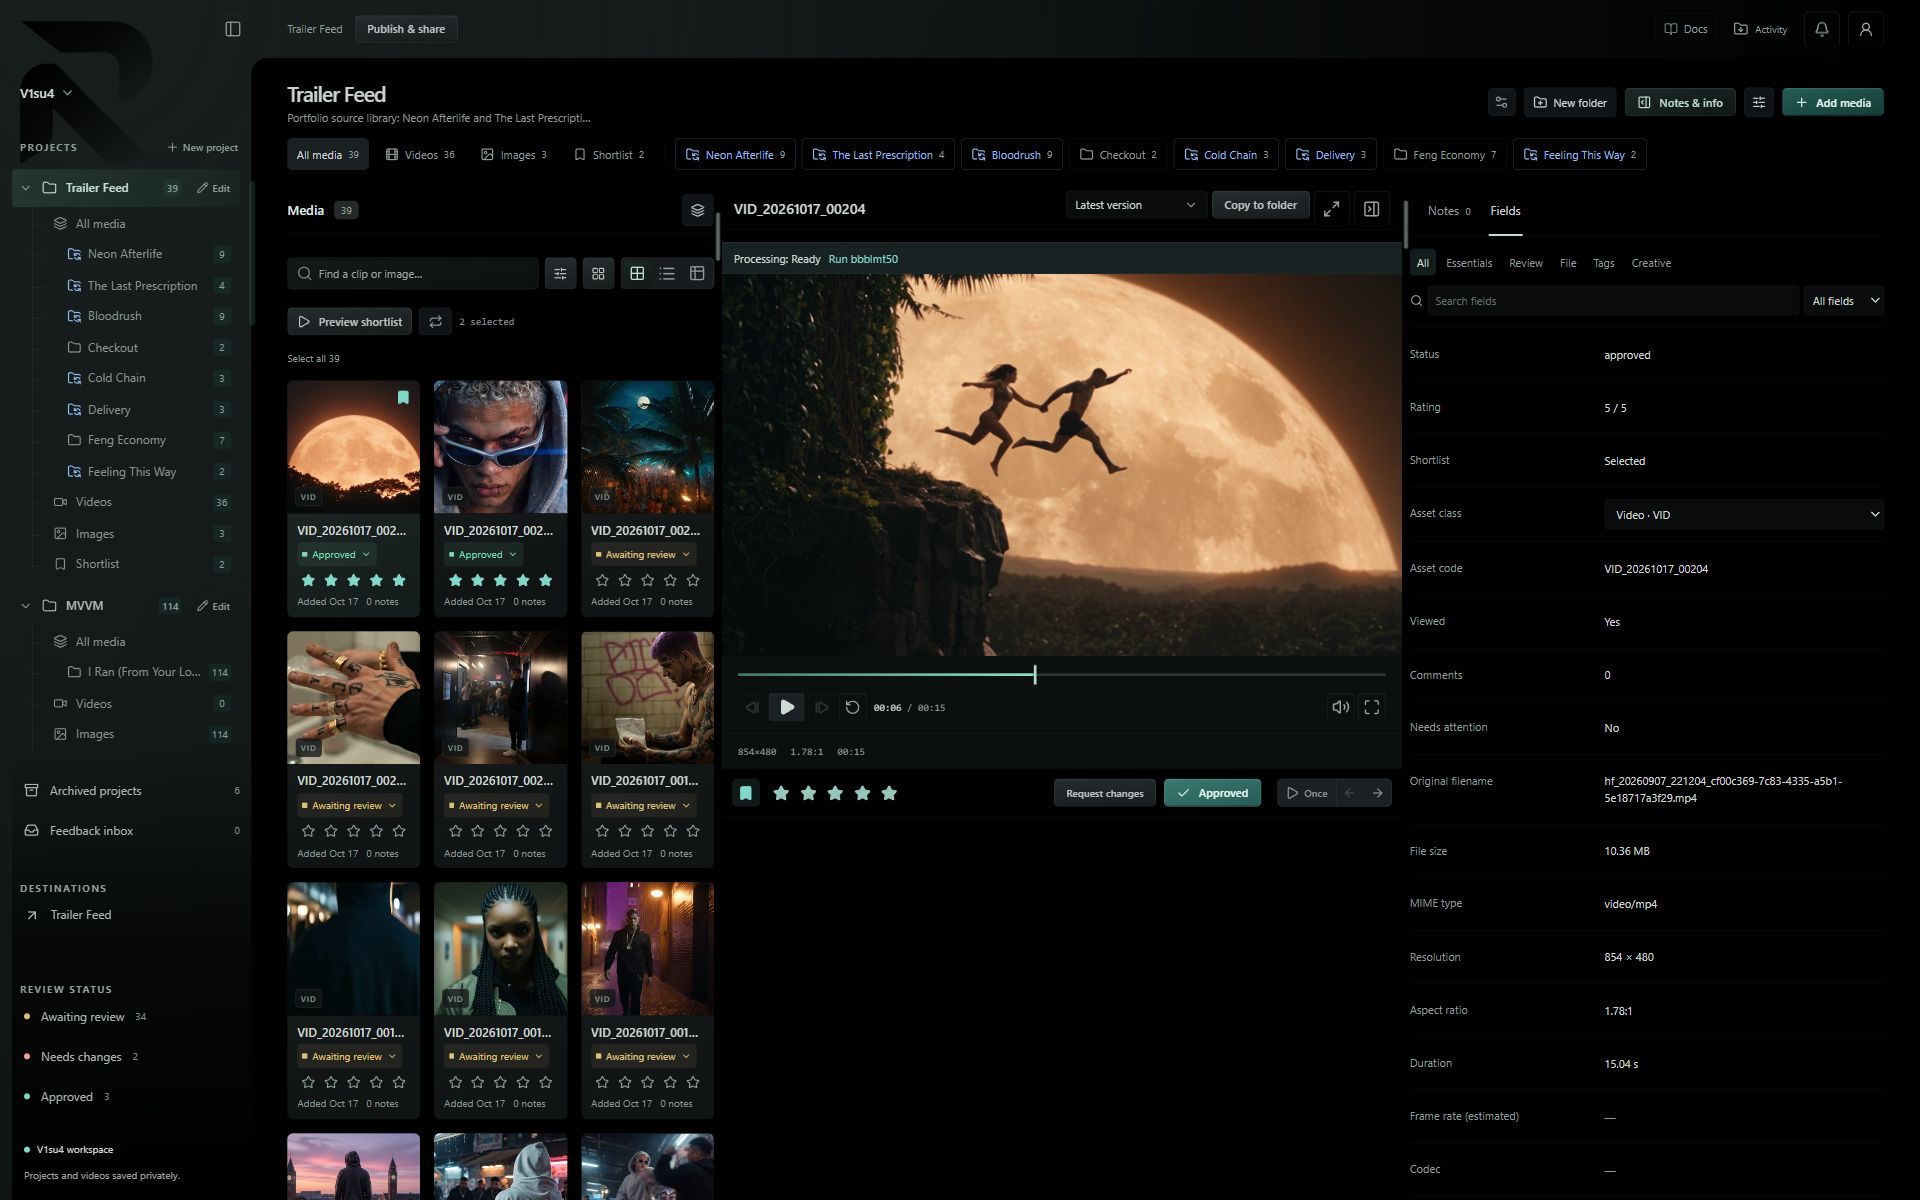 Trailer Feed
Publish & share
Docs
Activity
V1su4
PROJECTS
New project
Trailer Feed 39 Edit
All media
Neon Afterlife 9
The Last Prescription 4
Bloodrush 9
Checkout 2
Cold Chain 3
Delivery 3
Feng Economy 7
Feeling This Way 2
Videos 36
Images 3
Shortlist 2
MVVM 114 Edit
All media
I Ran (From Your Lo... 114
Videos 0
Images 114
Archived projects 6
Feedback inbox 0
DESTINATIONS
Trailer Feed
REVIEW STATUS
Awaiting review 34
Needs changes 2
Approved 3
V1su4 workspace
Projects and videos saved privately.
Trailer Feed
Portfolio source library: Neon Afterlife and The Last Prescripti...
New folder
Notes & info
Add media
All media 39
Videos 36
Images 3
Shortlist 2
Neon Afterlife 9
The Last Prescription 4
Bloodrush 9
Checkout 2
Cold Chain 3
Delivery 3
Feng Economy 7
Feeling This Way 2
Media 39
Find a clip or image...
Preview shortlist
2 selected
Select all 39
VID
VID
VID
VID_20261017_002...
VID_20261017_002...
VID_20261017_002...
Approved
Approved
Awaiting review
Added Oct 17 0 notes
Added Oct 17 0 notes
Added Oct 17 0 notes
VID
VID
VID
VID_20261017_002...
VID_20261017_002...
VID_20261017_001...
Awaiting review
Awaiting review
Awaiting review
Added Oct 17 0 notes
Added Oct 17 0 notes
Added Oct 17 0 notes
VID
VID
VID
VID_20261017_001...
VID_20261017_001...
VID_20261017_001...
Awaiting review
Awaiting review
Awaiting review
Added Oct 17 0 notes
Added Oct 17 0 notes
Added Oct 17 0 notes
VID_20261017_00204
Latest version
Copy to folder
Processing: Ready Run bbblmt50
00:06 / 00:15
854×480 1.78:1 00:15
Request changes
Approved
Once
Notes 0
Fields
All
Essentials
Review
File
Tags
Creative
Search fields
All fields
Status approved
Rating 5 / 5
Shortlist Selected
Asset class Video · VID
Asset code VID_20261017_00204
Viewed Yes
Comments 0
Needs attention No
Original filename hf_20260907_221204_cf00c369-7c83-4335-a5b1-
5e18717a3f29.mp4
File size 10.36 MB
MIME type video/mp4
Resolution 854 × 480
Aspect ratio 1.78:1
Duration 15.04 s
Frame rate (estimated) —
Codec —